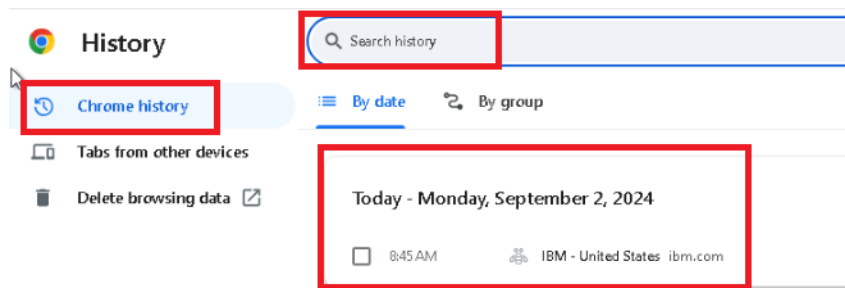 History
Search history
Chrome history
By date By group
Tabs from other devices
Delete browsing data
Today - Monday, September 2, 2024
8:45 AM IBM - United States ibm.com